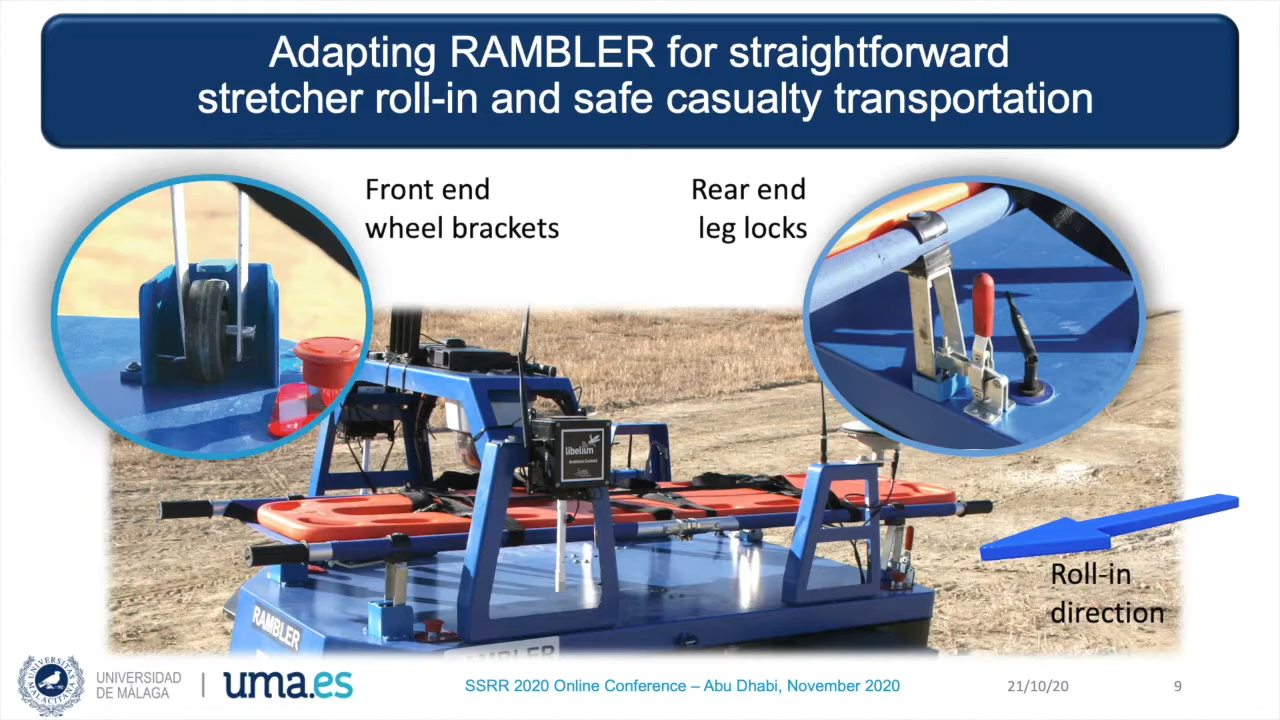 Adapting RAMBLER for straightforward
stretcher roll-in and safe casualty transportation
Front end
wheel brackets
Rear end
leg locks
libelium
Roll-in
direction
RAMBLER
RAMBLER
UNIVERSIDAD
DE MÁLAGA
uma.es
SSRR 2020 Online Conference – Abu Dhabi, November 2020
21/10/20
9